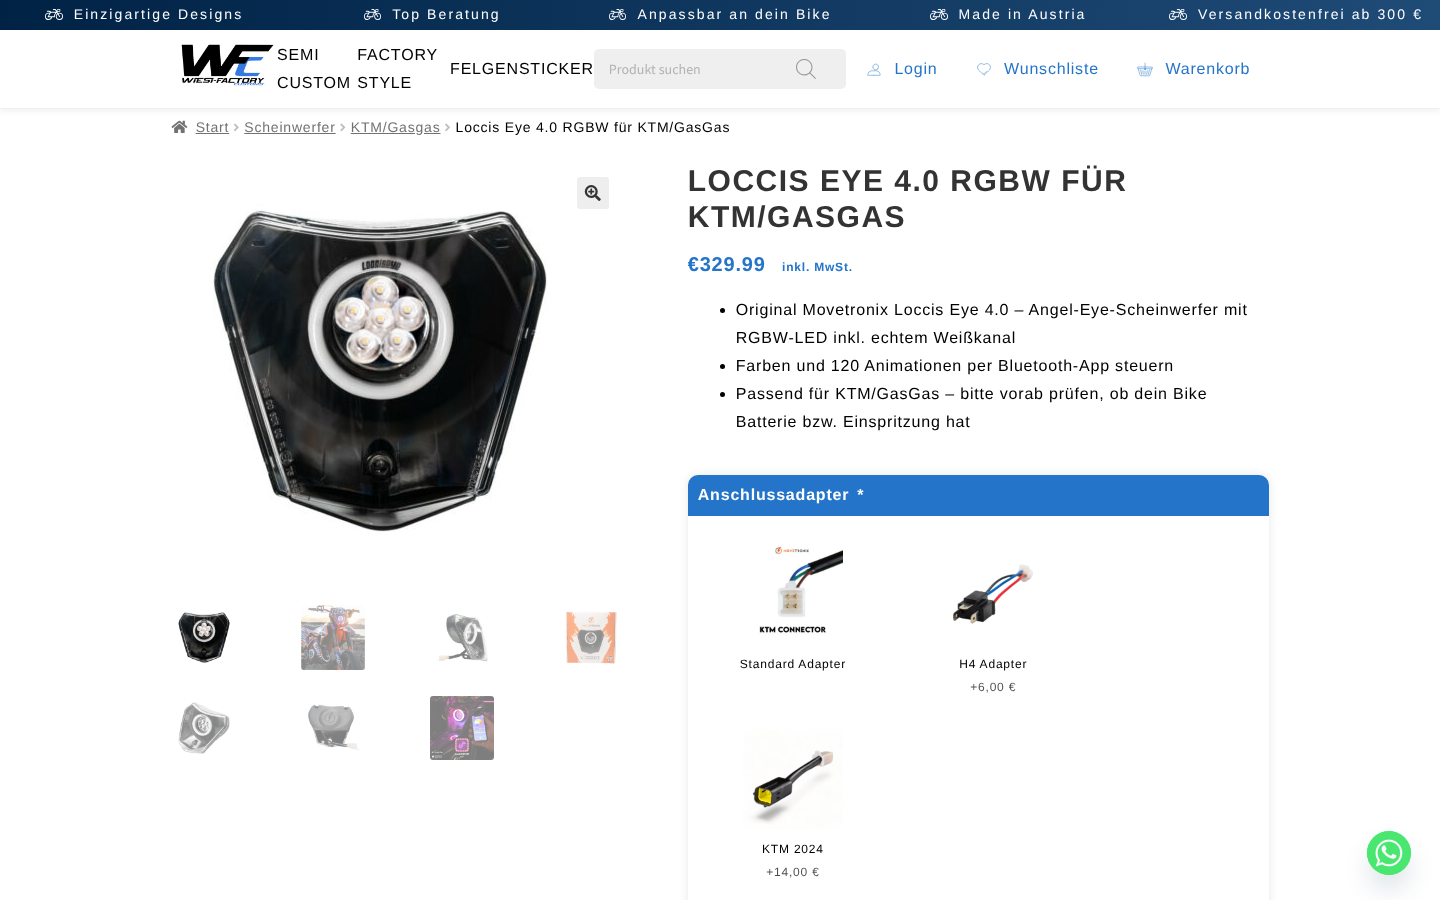 Einzigartige Designs
Top Beratung
Anpassbar an dein Bike
Made in Austria
Versandkostenfrei ab 300 €
WIESI-FACTORY
SEMI CUSTOM
FACTORY STYLE
FELGENSTICKER
Produkt suchen
Login
Wunschliste
Warenkorb
Start
Scheinwerfer
KTM/Gasgas
Loccis Eye 4.0 RGBW für KTM/GasGas
LOCCIS EYE 4.0 RGBW FÜR
KTM/GASGAS
€329.99 inkl. MwSt.
Original Movetronix Loccis Eye 4.0 – Angel-Eye-Scheinwerfer mit
RGBW-LED inkl. echtem Weißkanal
Farben und 120 Animationen per Bluetooth-App steuern
Passend für KTM/GasGas – bitte vorab prüfen, ob dein Bike
Batterie bzw. Einspritzung hat
Anschlussadapter *
KTM CONNECTOR
Standard Adapter
H4 Adapter
+6,00 €
KTM 2024
+14,00 €